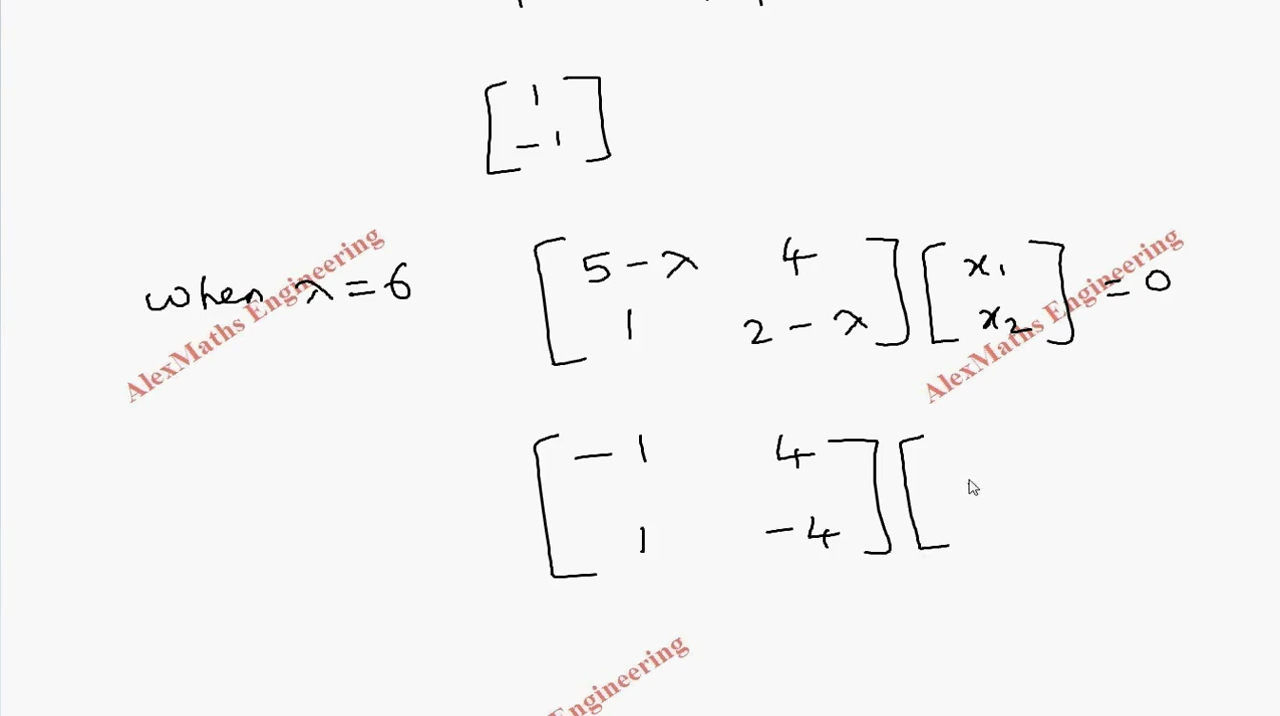 [ 1
-1 ]
when λ = 6 [ 5 - λ 4 ] [ x1 ] = 0
[ 1 2 - λ ] [ x2 ]
[ -1 4 ] [
[ 1 -4 ]
AlexMaths Engineering
AlexMaths Engineering
Engineering